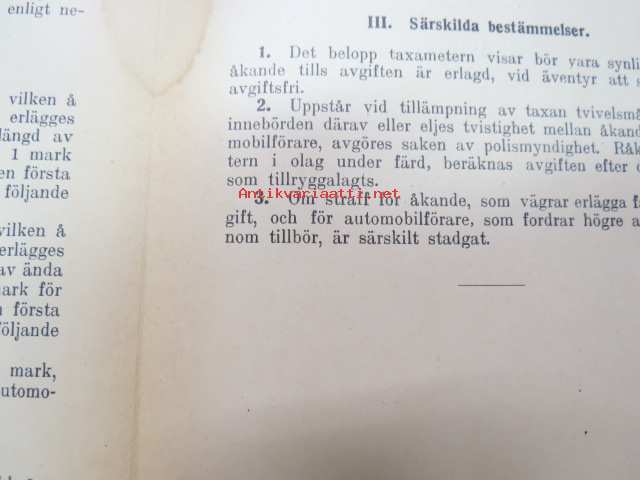 enligt ne-
vilken å
erlägges
längd av
1 mark
en första
följande
vilken å
erlägges
av ända
mark för
n första
följande
mark,
utomo-
III. Särskilda bestämmelser.
1. Det belopp taxametern visar bör vara synli
åkande tills avgiften är erlagd, vid äventyr att s
avgiftsfri.
2. Uppstår vid tillämpning av taxan tvivelsmå
innebörden därav eller eljes tvistighet mellan åkand
mobilförare, avgöres saken av polismyndighet. Råk
tern i olag under färd, beräknas avgiften efter d
som tillryggalagts.
Antikvariaatti.net
3. Om straff för åkande, som vägrar erlägga fa
gift, och för automobilförare, som fordrar högre a
nom tillbör, är särskilt stadgat.